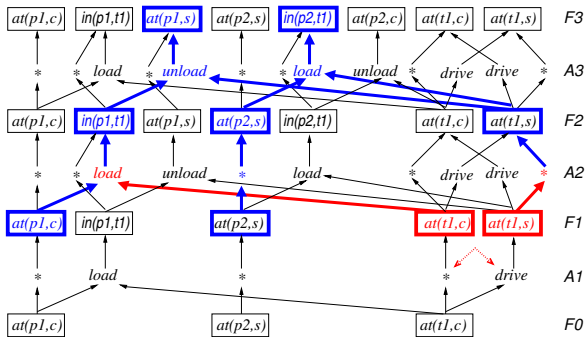 at(p1,c) in(p1,t1) at(p1,s) at(p2,s) in(p2,t1) at(p2,c) at(t1,c) at(t1,s) F3
* * load * unload * * load * unload * drive drive * A3
at(p1,c) in(p1,t1) at(p1,s) at(p2,s) in(p2,t1) at(t1,c) at(t1,s) F2
* * load unload * load * drive drive * A2
at(p1,c) in(p1,t1) at(p2,s) at(t1,c) at(t1,s) F1
* load * * drive A1
at(p1,c) at(p2,s) at(t1,c) F0